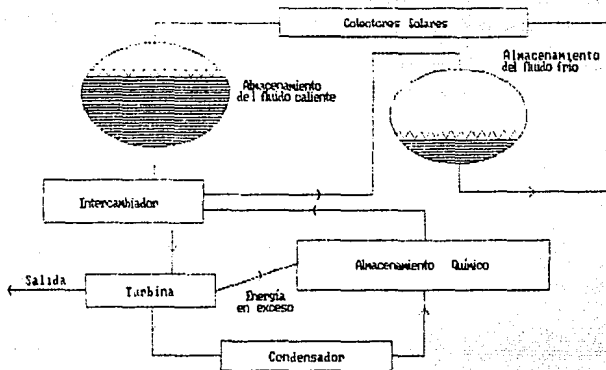 Colectores Solares
Almacenamiento
del fluido caliente
Almacenamiento
del fluido frio
Intercambiador
Almacenamiento Químico
Salida
Turbina
Energía
en exceso
Condensador